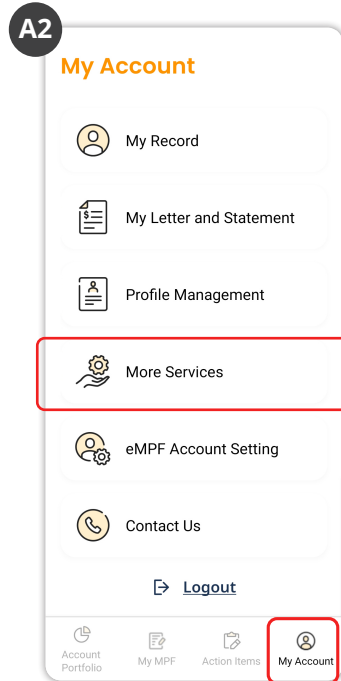 A2
My Account
My Record
$
My Letter and Statement
Profile Management
More Services
eMPF Account Setting
Contact Us
Logout
Account
Portfolio
My MPF
Action Items
My Account